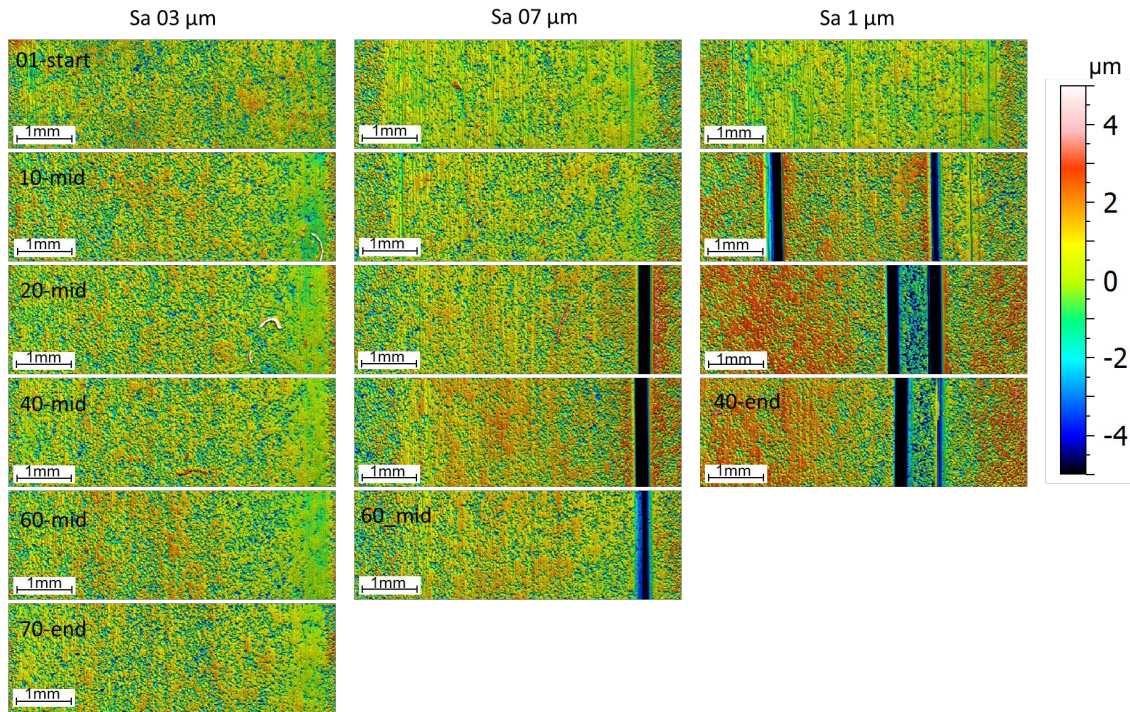 Sa 03 µm Sa 07 µm Sa 1 µm
01-start
1mm 1mm 1mm
µm
4
10-mid
1mm 1mm 1mm
2
20-mid
1mm 1mm 1mm
0
-2
40-mid 40-end
1mm 1mm 1mm
-4
60-mid 60_mid
1mm 1mm
70-end
1mm